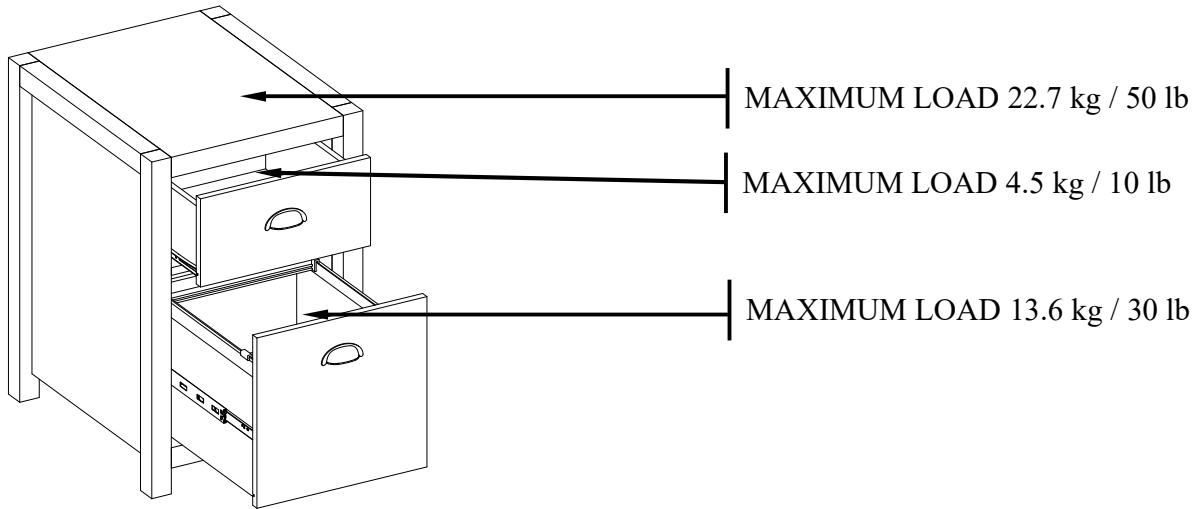 MAXIMUM LOAD 22.7 kg / 50 lb
MAXIMUM LOAD 4.5 kg / 10 lb
MAXIMUM LOAD 13.6 kg / 30 lb